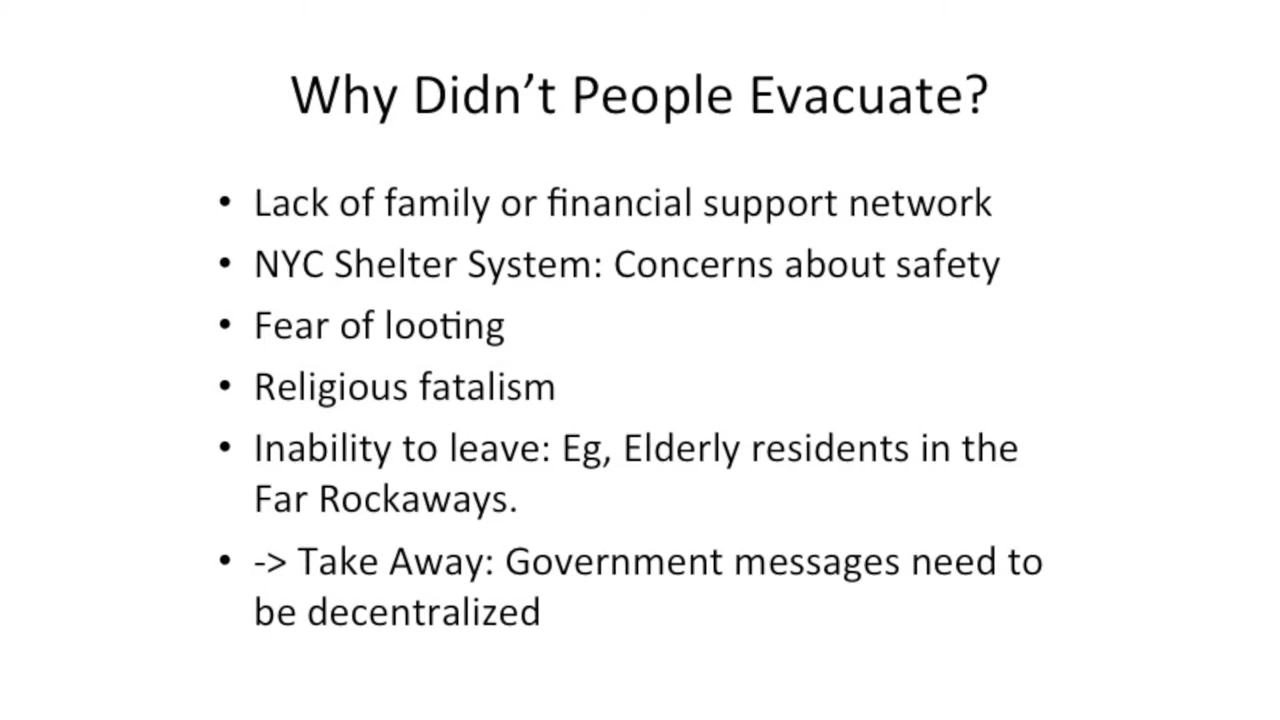 Why Didn’t People Evacuate?
• Lack of family or financial support network
• NYC Shelter System: Concerns about safety
• Fear of looting
• Religious fatalism
• Inability to leave: Eg, Elderly residents in the
Far Rockaways.
• -> Take Away: Government messages need to
be decentralized